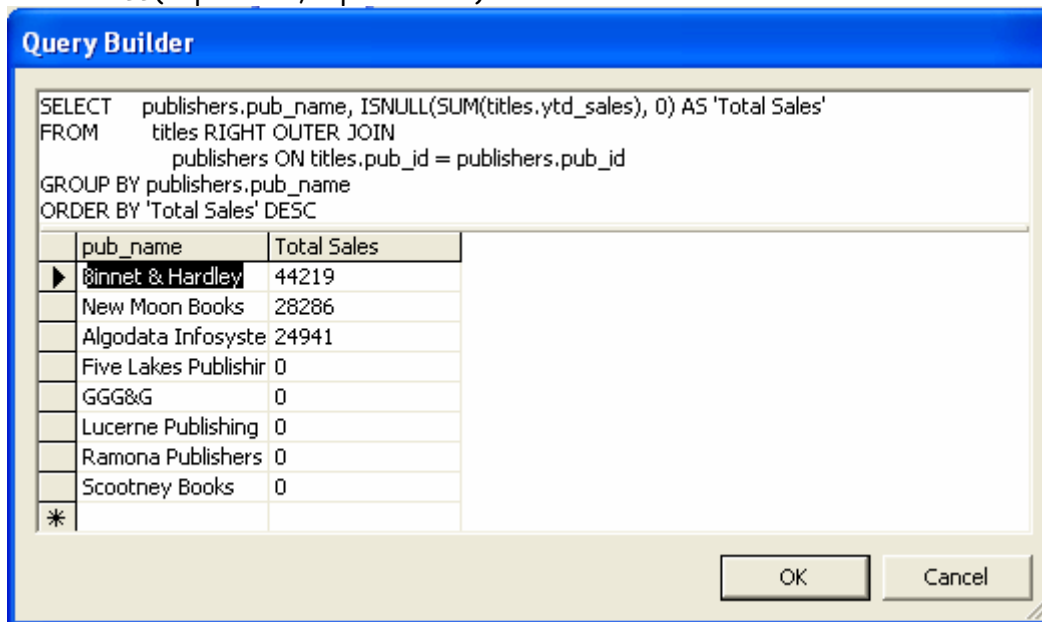 Query Builder
SELECT publishers.pub_name, ISNULL(SUM(titles.ytd_sales), 0) AS 'Total Sales'
FROM titles RIGHT OUTER JOIN
publishers ON titles.pub_id = publishers.pub_id
GROUP BY publishers.pub_name
ORDER BY 'Total Sales' DESC
pub_name Total Sales
Binnet & Hardley 44219
New Moon Books 28286
Algodata Infosyste 24941
Five Lakes Publishir 0
GGG&G 0
Lucerne Publishing 0
Ramona Publishers 0
Scootney Books 0
OK Cancel